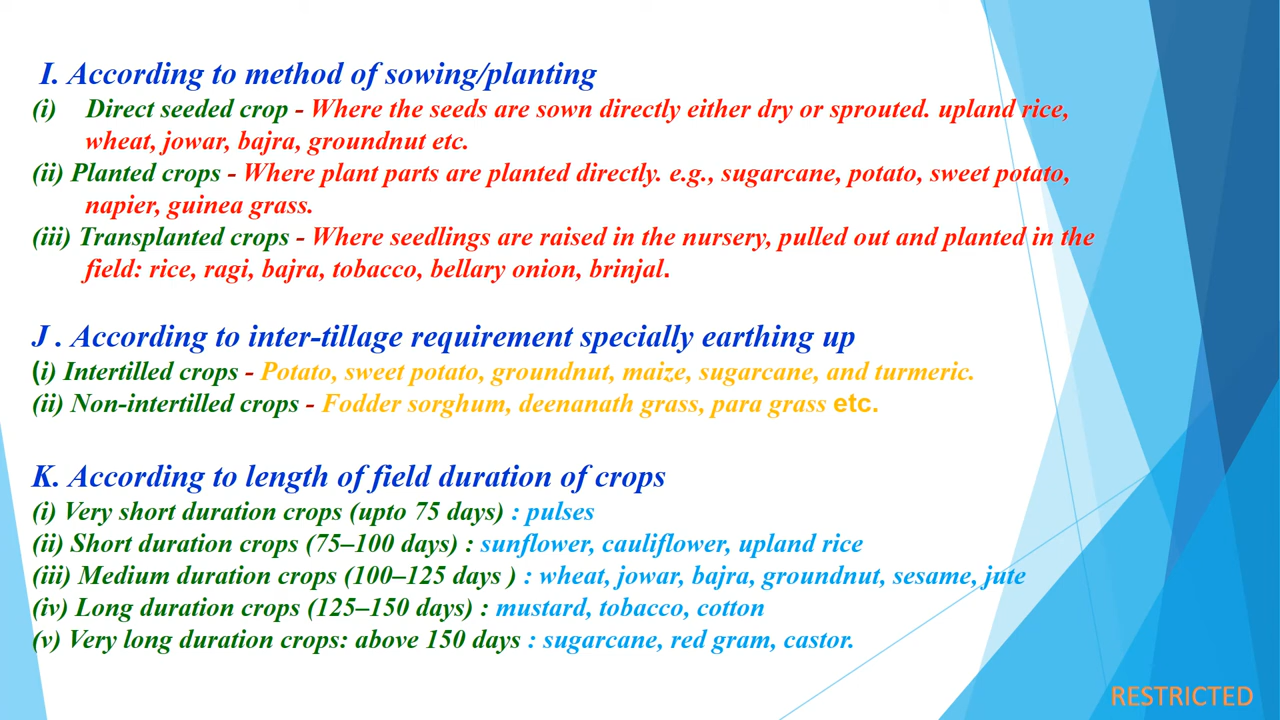 I. According to method of sowing/planting
(i) Direct seeded crop - Where the seeds are sown directly either dry or sprouted. upland rice,
wheat, jowar, bajra, groundnut etc.
(ii) Planted crops - Where plant parts are planted directly. e.g., sugarcane, potato, sweet potato,
napier, guinea grass.
(iii) Transplanted crops - Where seedlings are raised in the nursery, pulled out and planted in the
field: rice, ragi, bajra, tobacco, bellary onion, brinjal.
J . According to inter-tillage requirement specially earthing up
(i) Intertilled crops - Potato, sweet potato, groundnut, maize, sugarcane, and turmeric.
(ii) Non-intertilled crops - Fodder sorghum, deenanath grass, para grass etc.
K. According to length of field duration of crops
(i) Very short duration crops (upto 75 days) : pulses
(ii) Short duration crops (75–100 days) : sunflower, cauliflower, upland rice
(iii) Medium duration crops (100–125 days ) : wheat, jowar, bajra, groundnut, sesame, jute
(iv) Long duration crops (125–150 days) : mustard, tobacco, cotton
(v) Very long duration crops: above 150 days : sugarcane, red gram, castor.
RESTRICTED